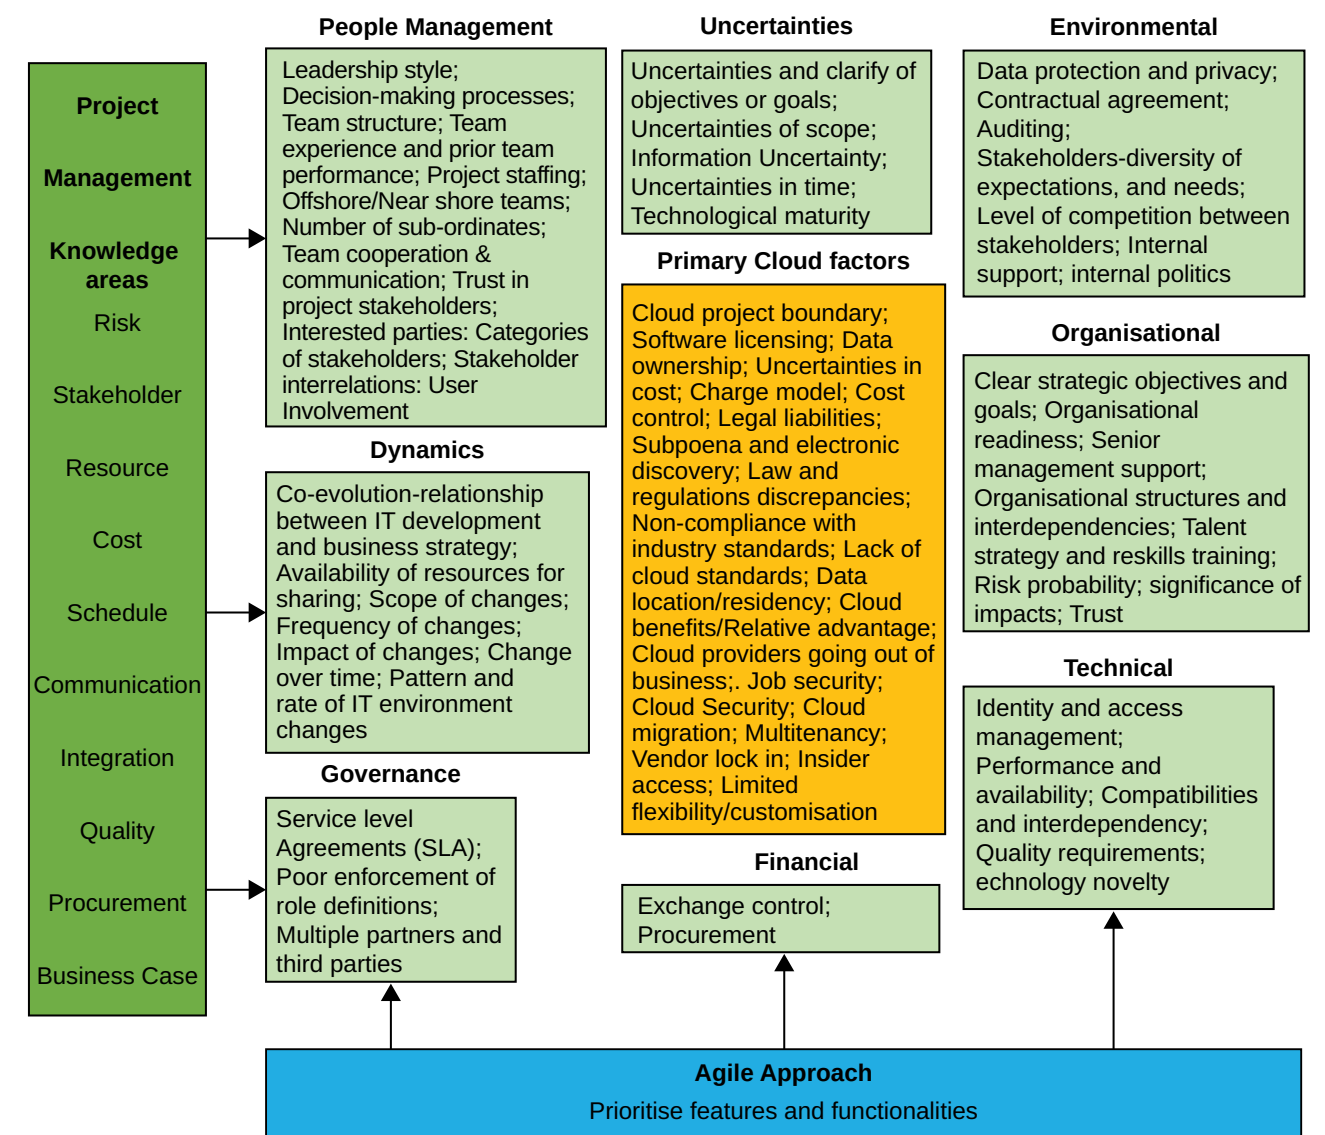 Project
Management
Knowledge
areas
Risk
Stakeholder
Resource
Cost
Schedule
Communication
Integration
Quality
Procurement
Business Case
People Management
Leadership style;
Decision-making processes;
Team structure; Team
experience and prior team
performance; Project staffing;
Offshore/Near shore teams;
Number of sub-ordinates;
Team cooperation &
communication; Trust in
project stakeholders;
Interested parties: Categories
of stakeholders; Stakeholder
interrelations: User
Involvement
Dynamics
Co-evolution-relationship
between IT development
and business strategy;
Availability of resources for
sharing; Scope of changes;
Frequency of changes;
Impact of changes; Change
over time; Pattern and
rate of IT environment
changes
Governance
Service level
Agreements (SLA);
Poor enforcement of
role definitions;
Multiple partners and
third parties
Uncertainties
Uncertainties and clarify of
objectives or goals;
Uncertainties of scope;
Information Uncertainty;
Uncertainties in time;
Technological maturity
Primary Cloud factors
Cloud project boundary;
Software licensing; Data
ownership; Uncertainties in
cost; Charge model; Cost
control; Legal liabilities;
Subpoena and electronic
discovery; Law and
regulations discrepancies;
Non-compliance with
industry standards; Lack of
cloud standards; Data
location/residency; Cloud
benefits/Relative advantage;
Cloud providers going out of
business;. Job security;
Cloud Security; Cloud
migration; Multitenancy;
Vendor lock in; Insider
access; Limited
flexibility/customisation
Financial
Exchange control;
Procurement
Environmental
Data protection and privacy;
Contractual agreement;
Auditing;
Stakeholders-diversity of
expectations, and needs;
Level of competition between
stakeholders; Internal
support; internal politics
Organisational
Clear strategic objectives and
goals; Organisational
readiness; Senior
management support;
Organisational structures and
interdependencies; Talent
strategy and reskills training;
Risk probability; significance of
impacts; Trust
Technical
Identity and access
management;
Performance and
availability; Compatibilities
and interdependency;
Quality requirements;
echnology novelty
Agile Approach
Prioritise features and functionalities